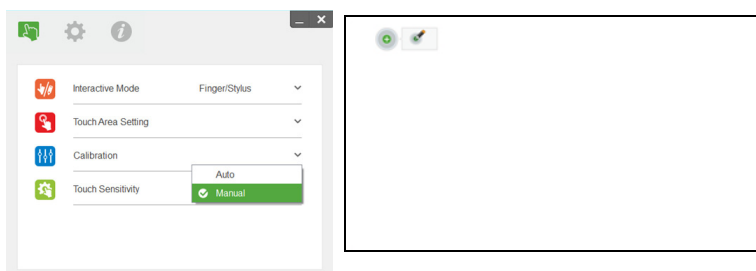 Interactive Mode Finger/Stylus
Touch Area Setting
Calibration
Auto
Touch Sensitivity
Manual